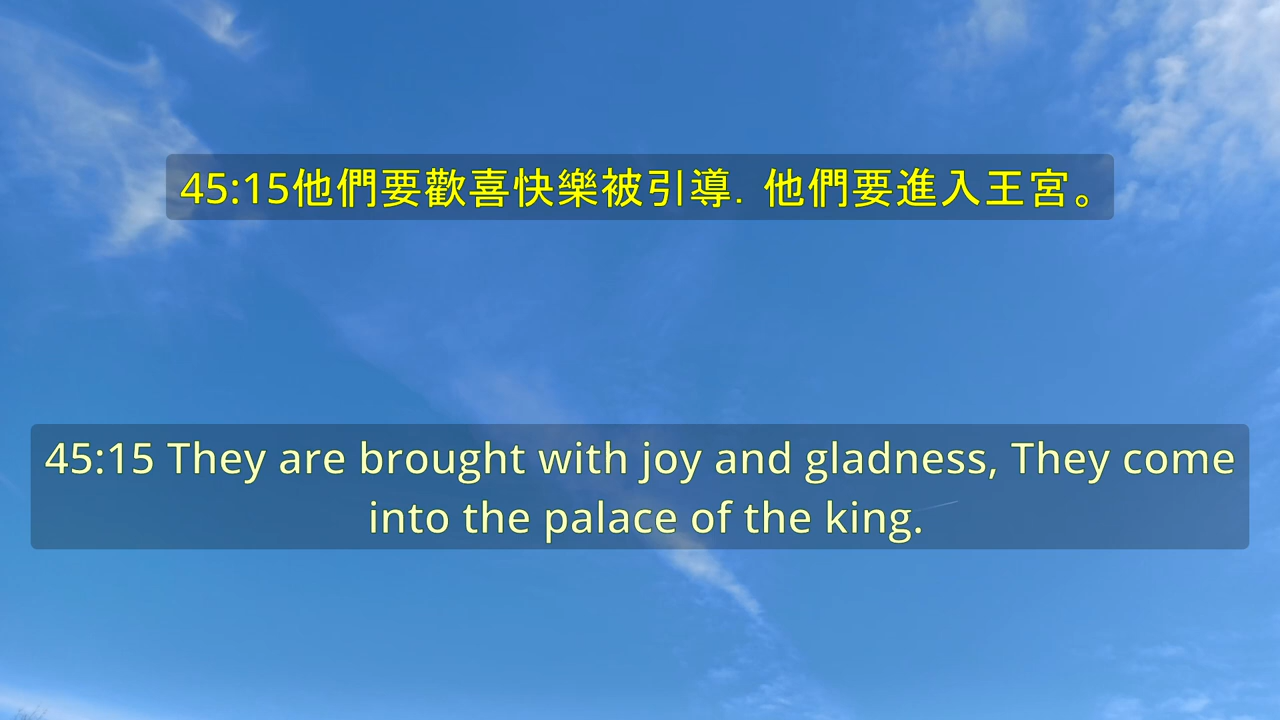 45:15他們要歡喜快樂被引導．他們要進入王宮。
45:15 They are brought with joy and gladness, They come
into the palace of the king.